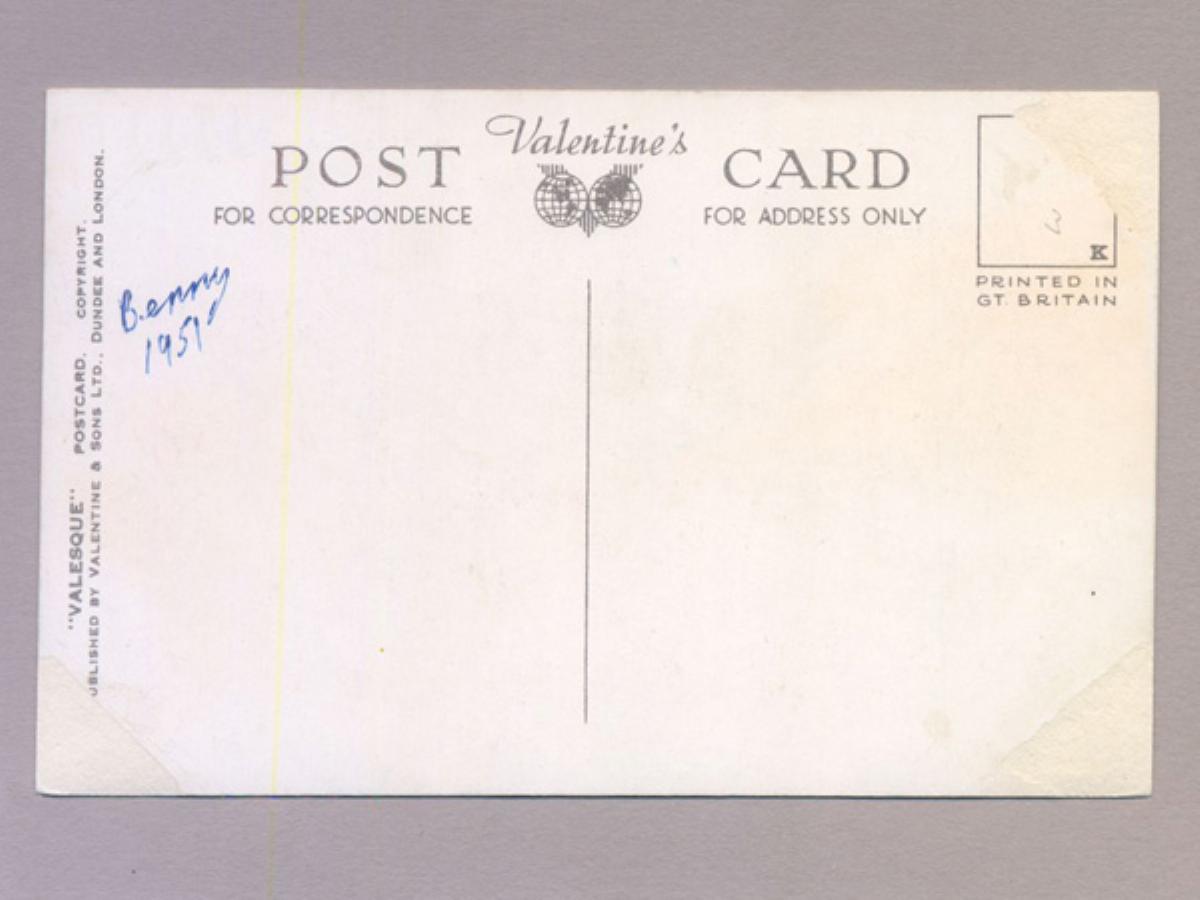 Valentine's
POST CARD
FOR CORRESPONDENCE
FOR ADDRESS ONLY
K
PRINTED IN
GT. BRITAIN
Benny
1951
"VALESQUE" POSTCARD. COPYRIGHT.
UBLISHED BY VALENTINE & SONS LTD., DUNDEE AND LONDON.